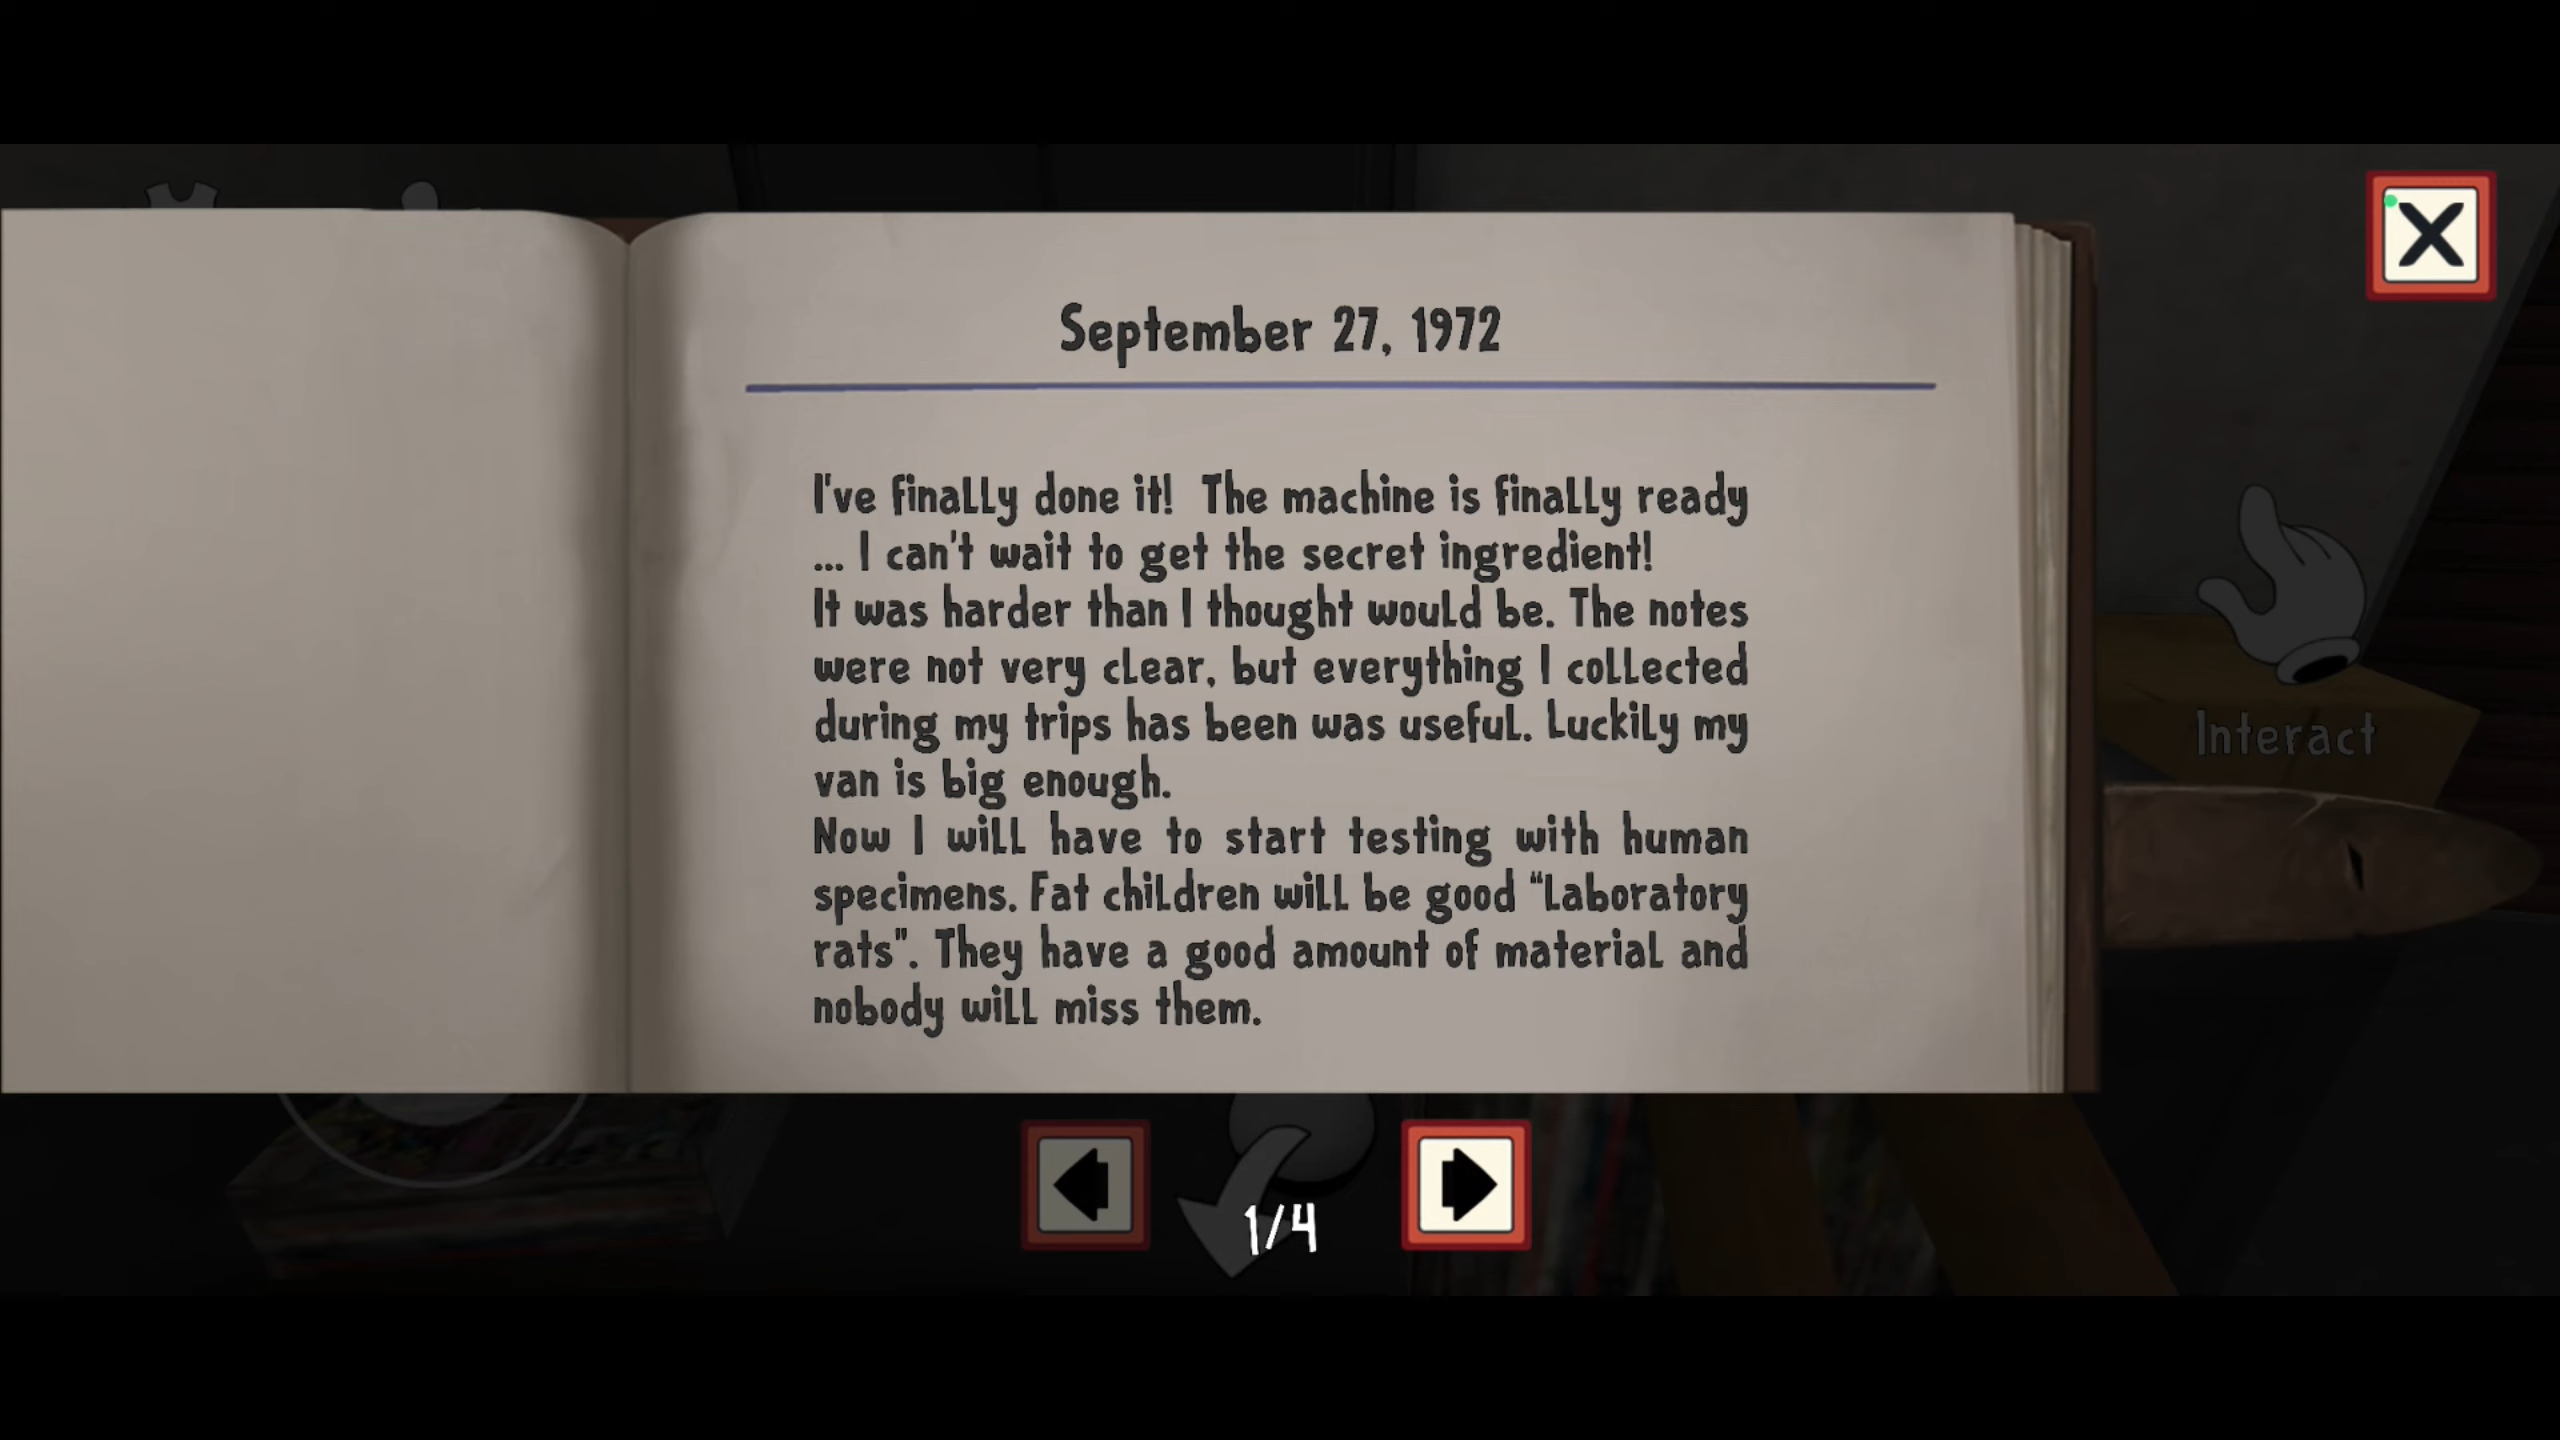 September 27, 1972
I've finally done it!  The machine is finally ready
... I can't wait to get the secret ingredient!
It was harder than I thought would be. The notes
were not very clear, but everything I collected
during my trips has been was useful. Luckily my
van is big enough.
Now I will have to start testing with human
specimens. Fat children will be good “Laboratory
rats". They have a good amount of material and
nobody will miss them.
Interact
1/4